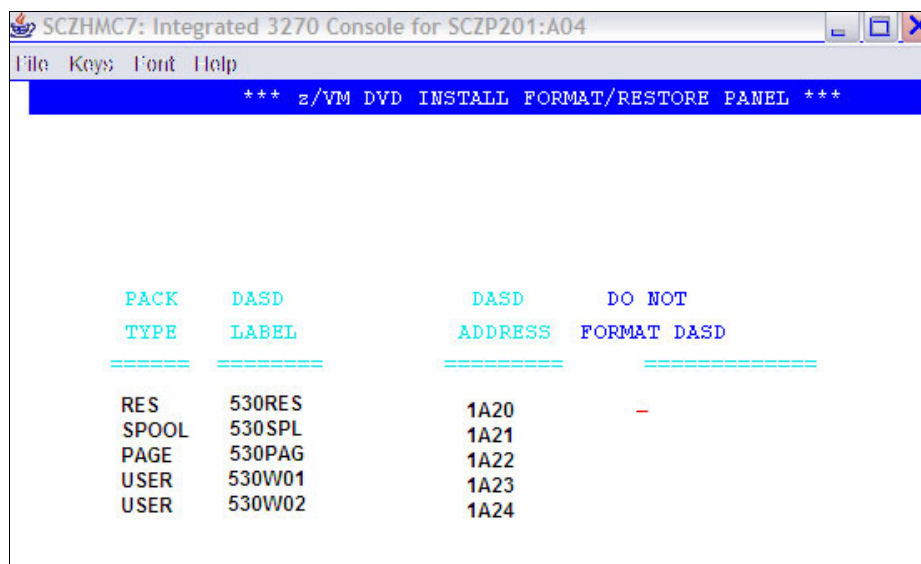 SCZHMC7: Integrated 3270 Console for SCZP201:A04
File Keys Font Help
*** z/VM DVD INSTALL FORMAT/RESTORE PANEL ***
PACK DASD DASD DO NOT
TYPE LABEL ADDRESS FORMAT DASD
====== ======== ========= =============
RES 530RES 1A20 _
SPOOL 530SPL 1A21
PAGE 530PAG 1A22
USER 530W01 1A23
USER 530W02 1A24